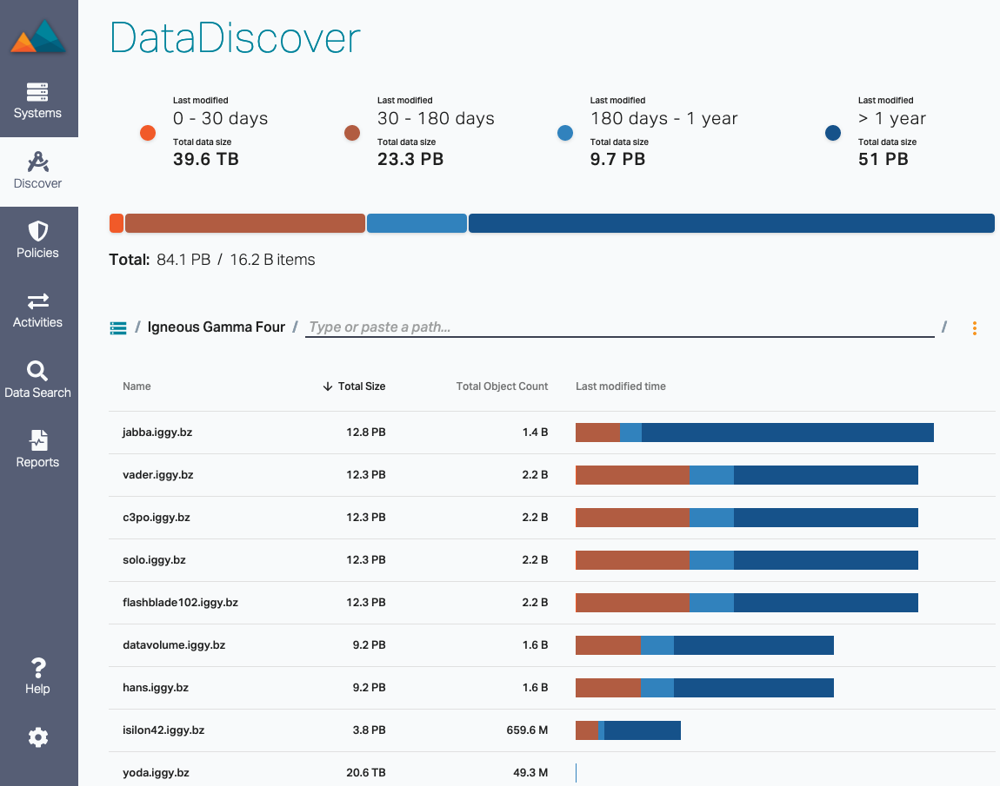 DataDiscover
Systems
Discover
Policies
Activities
Data Search
Reports
Help
Last modified
0 - 30 days
Total data size
39.6 TB
Last modified
30 - 180 days
Total data size
23.3 PB
Last modified
180 days - 1 year
Total data size
9.7 PB
Last modified
> 1 year
Total data size
51 PB
Total: 84.1 PB / 16.2 B items
/ Igneous Gamma Four / Type or paste a path... /
Name Total Size Total Object Count Last modified time
jabba.iggy.bz 12.8 PB 1.4 B
vader.iggy.bz 12.3 PB 2.2 B
c3po.iggy.bz 12.3 PB 2.2 B
solo.iggy.bz 12.3 PB 2.2 B
flashblade102.iggy.bz 12.3 PB 2.2 B
datavolume.iggy.bz 9.2 PB 1.6 B
hans.iggy.bz 9.2 PB 1.6 B
isilon42.iggy.bz 3.8 PB 659.6 M
yoda.iggy.bz 20.6 TB 49.3 M